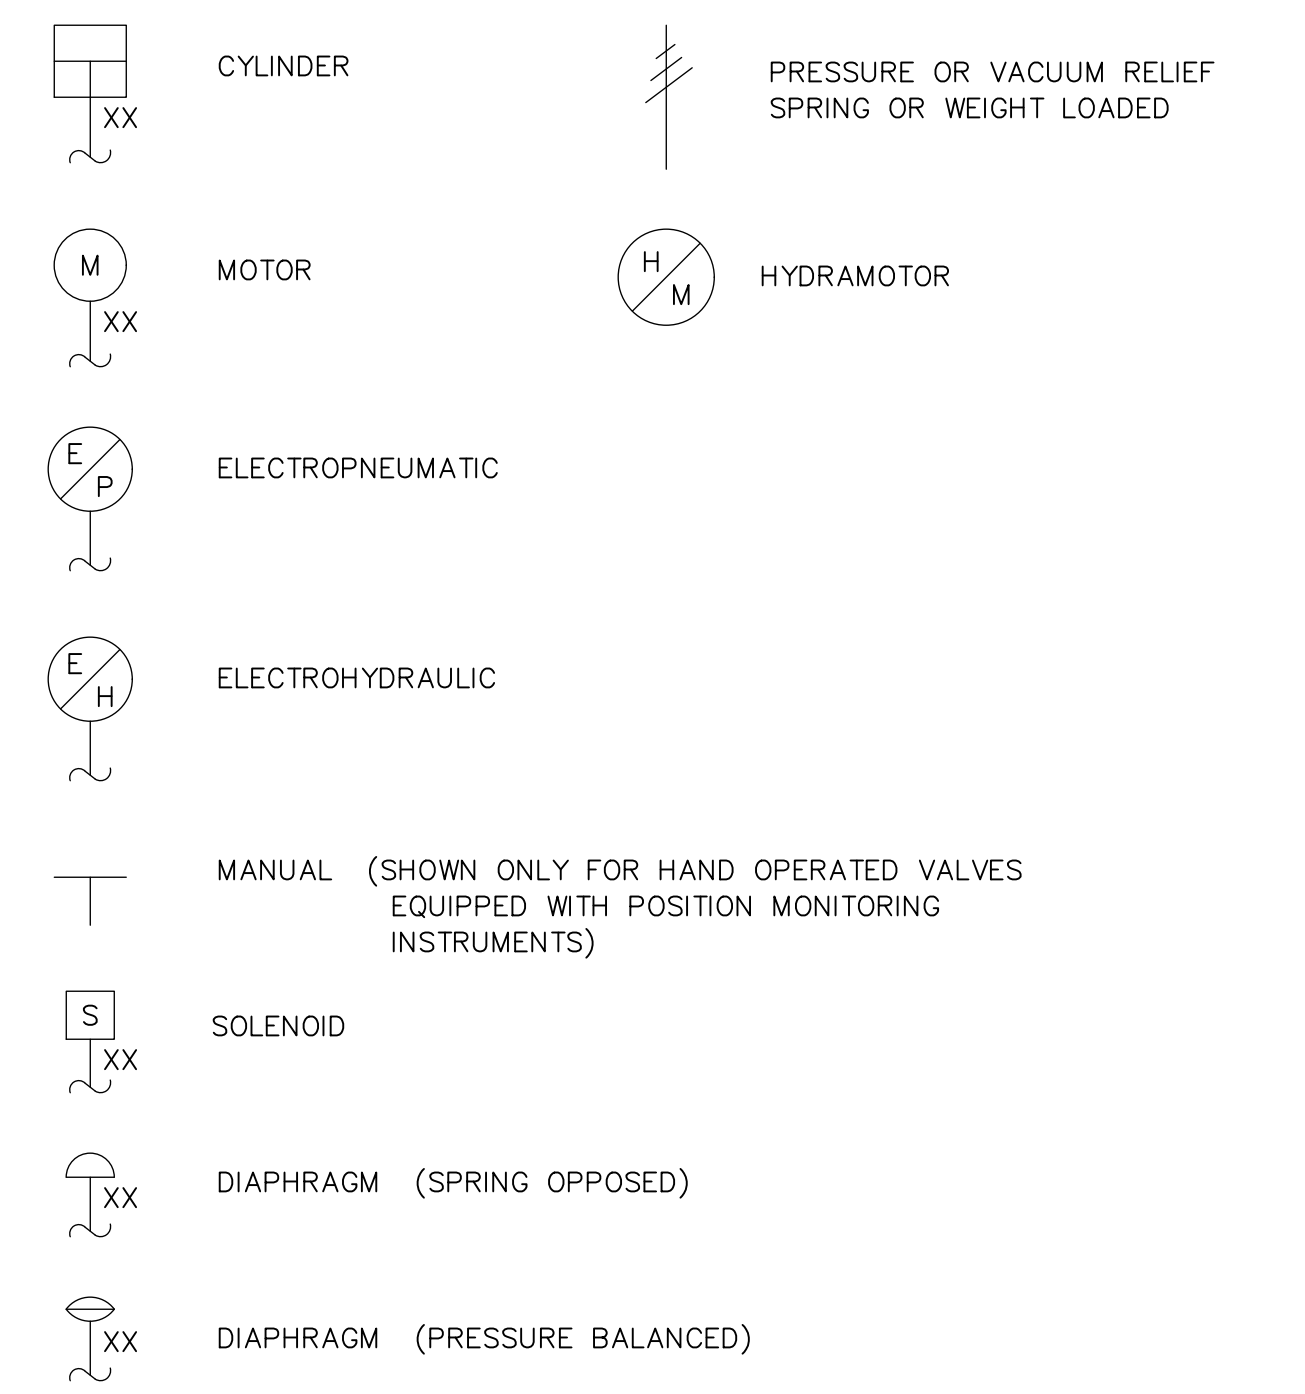 CYLINDER
XX
PRESSURE OR VACUUM RELIEF
SPRING OR WEIGHT LOADED
M
XX
MOTOR
H
M
HYDRAMOTOR
E
P
ELECTROPNEUMATIC
E
H
ELECTROHYDRAULIC
MANUAL (SHOWN ONLY FOR HAND OPERATED VALVES
EQUIPPED WITH POSITION MONITORING
INSTRUMENTS)
S
XX
SOLENOID
XX
DIAPHRAGM (SPRING OPPOSED)
XX
DIAPHRAGM (PRESSURE BALANCED)